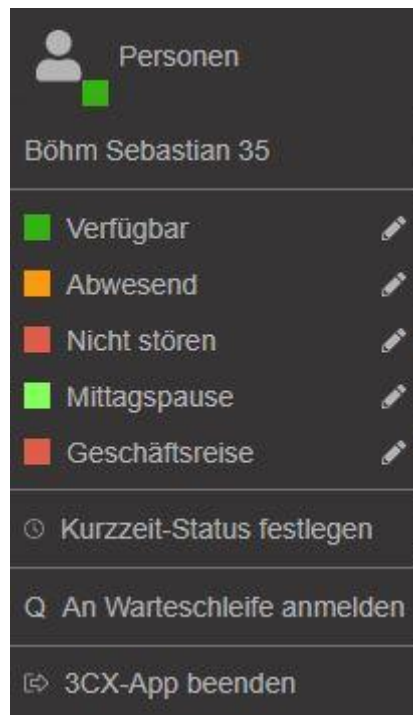 Personen
Böhm Sebastian 35
Verfügbar
Abwesend
Nicht stören
Mittagspause
Geschäftsreise
Kurzzeit-Status festlegen
Q An Warteschleife anmelden
3CX-App beenden